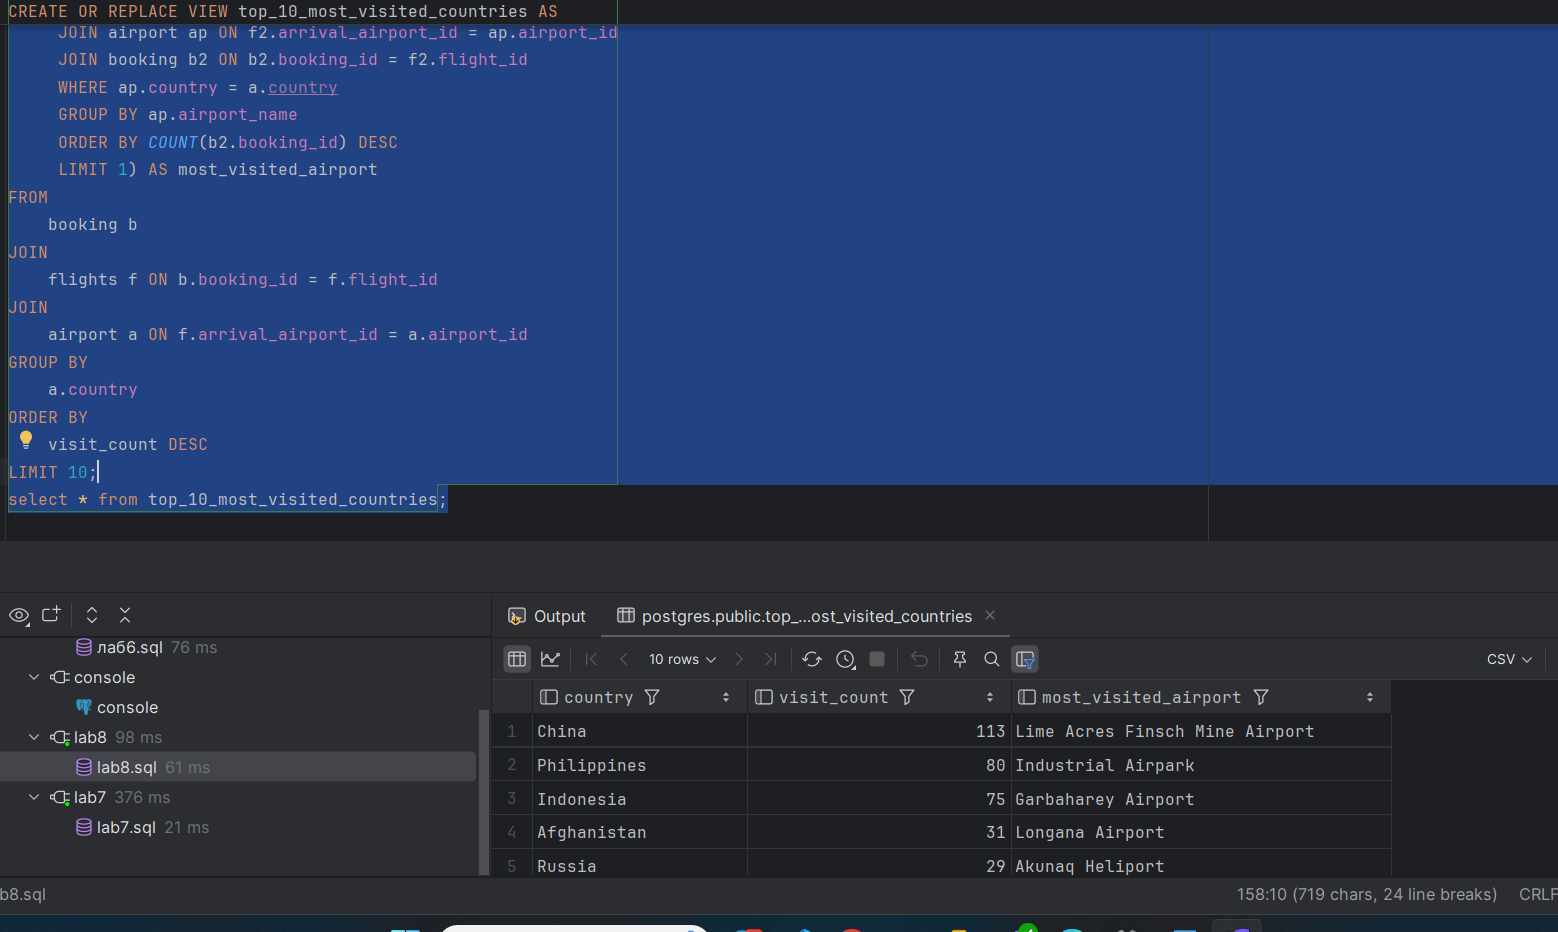 CREATE OR REPLACE VIEW top_10_most_visited_countries AS
JOIN airport ap ON f2.arrival_airport_id = ap.airport_id
JOIN booking b2 ON b2.booking_id = f2.flight_id
WHERE ap.country = a.country
GROUP BY ap.airport_name
ORDER BY COUNT(b2.booking_id) DESC
LIMIT 1) AS most_visited_airport
FROM
booking b
JOIN
flights f ON b.booking_id = f.flight_id
JOIN
airport a ON f.arrival_airport_id = a.airport_id
GROUP BY
a.country
ORDER BY
visit_count DESC
LIMIT 10;
select * from top_10_most_visited_countries;
лаб6.sql 76 ms
console
console
lab8 98 ms
lab8.sql 61 ms
lab7 376 ms
lab7.sql 21 ms
Output postgres.public.top_...ost_visited_countries
10 rows CSV
country visit_count most_visited_airport
1 China 113 Lime Acres Finsch Mine Airport
2 Philippines 80 Industrial Airpark
3 Indonesia 75 Garbaharey Airport
4 Afghanistan 31 Longana Airport
5 Russia 29 Akunaq Heliport
b8.sql 158:10 (719 chars, 24 line breaks) CRLF